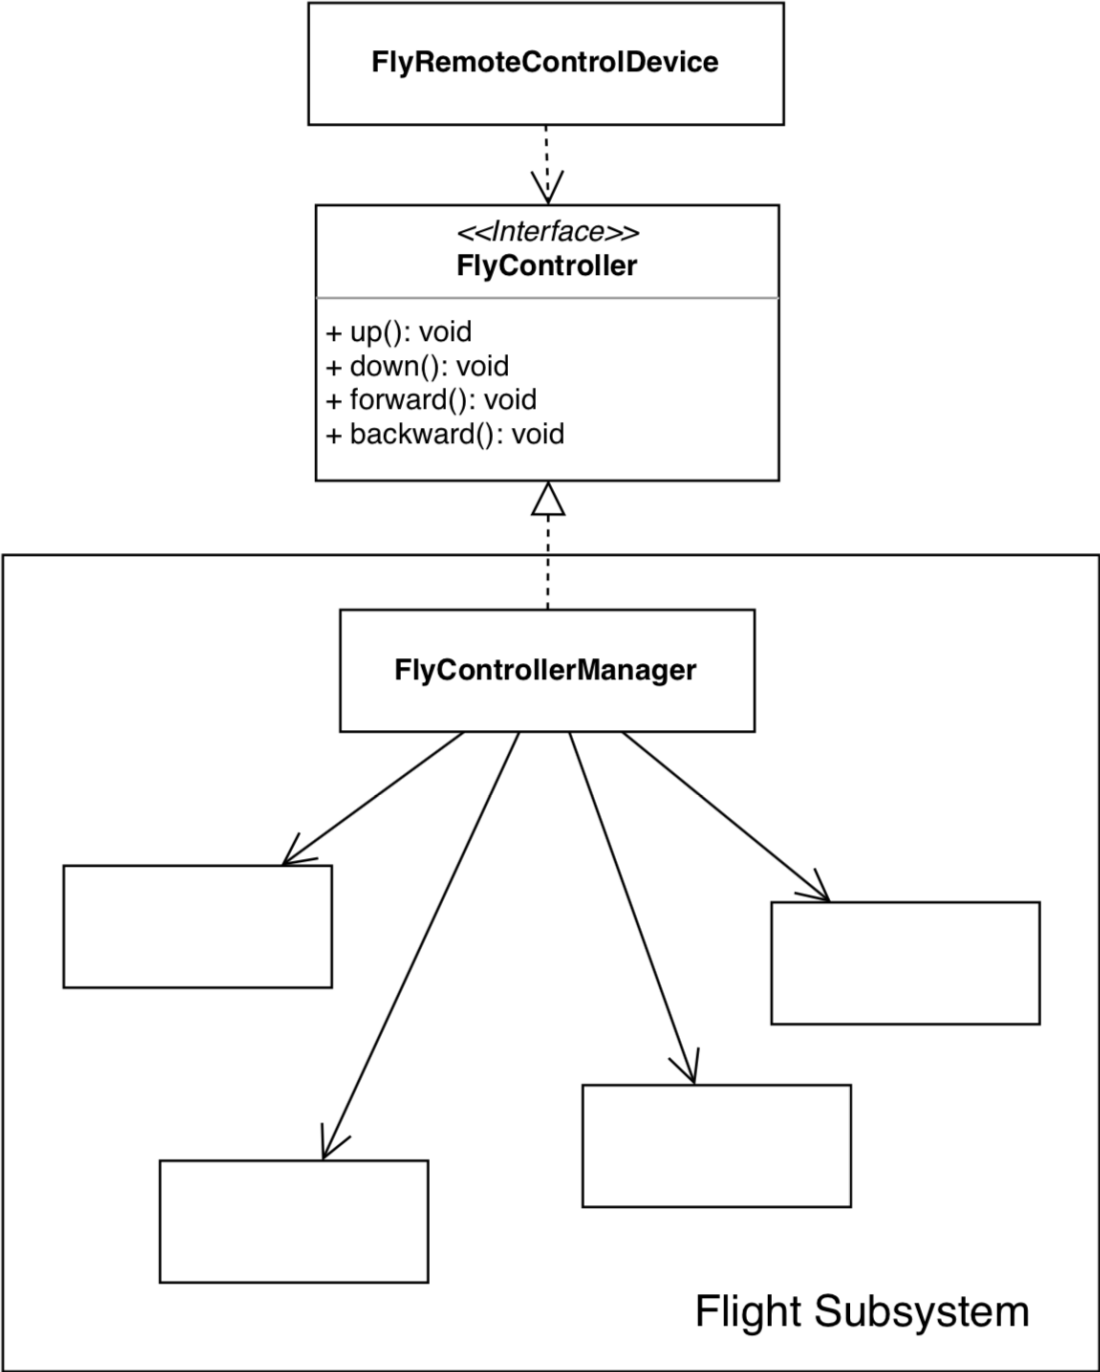 FlyRemoteControlDevice
<<Interface>>
FlyController
+ up(): void
+ down(): void
+ forward(): void
+ backward(): void
FlyControllerManager
Flight Subsystem